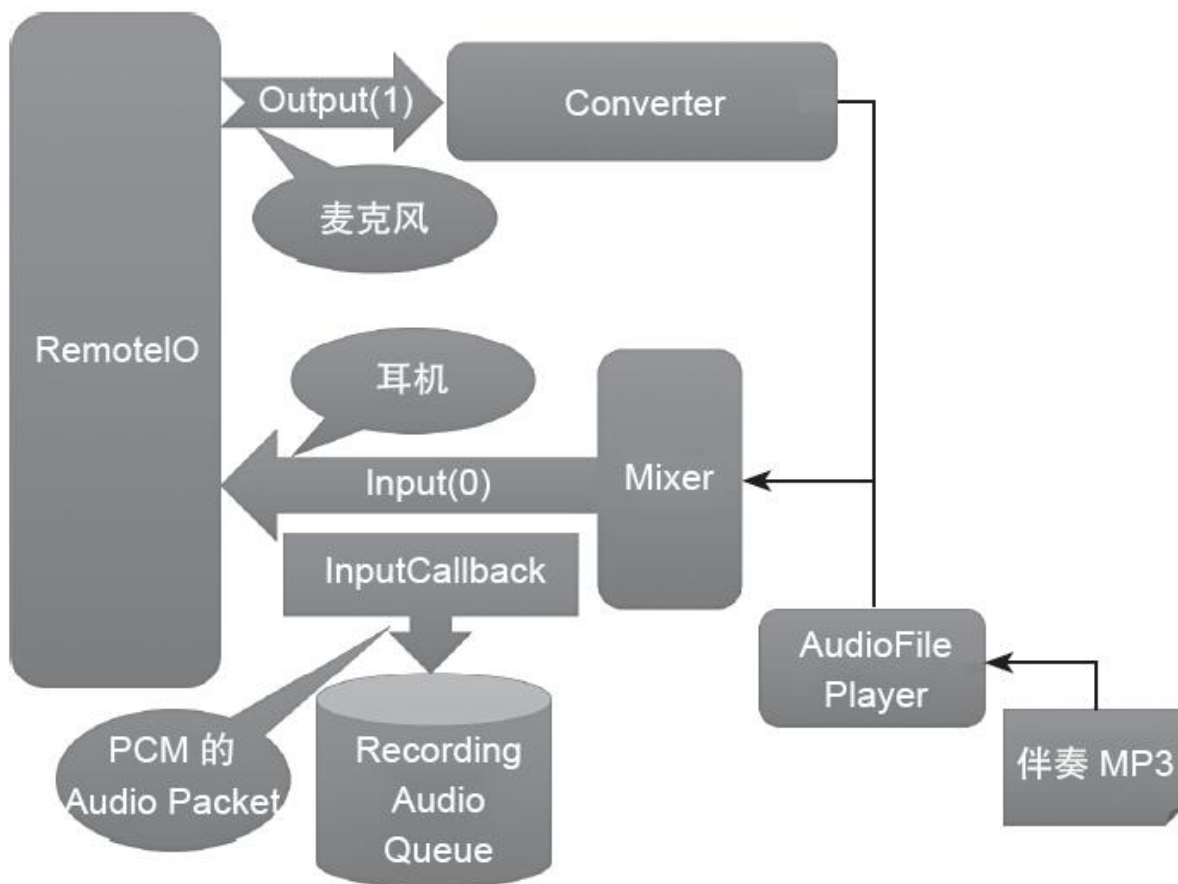 Output(1)
Converter
麦克风
RemoteIO
耳机
Input(0)
Mixer
InputCallback
AudioFile
Player
PCM 的
Audio Packet
Recording
Audio
Queue
伴奏 MP3